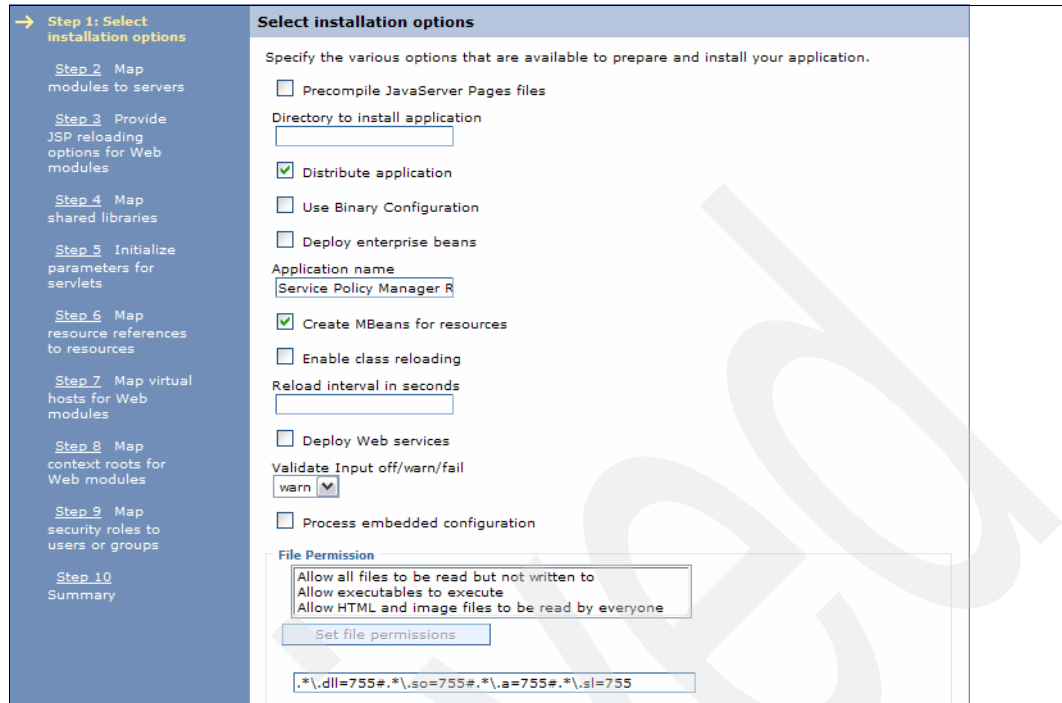 Step 1: Select
installation options
Step 2 Map
modules to servers
Step 3 Provide
JSP reloading
options for Web
modules
Step 4 Map
shared libraries
Step 5 Initialize
parameters for
servlets
Step 6 Map
resource references
to resources
Step 7 Map virtual
hosts for Web
modules
Step 8 Map
context roots for
Web modules
Step 9 Map
security roles to
users or groups
Step 10
Summary
Select installation options
Specify the various options that are available to prepare and install your application.
Precompile JavaServer Pages files
Directory to install application
Distribute application
Use Binary Configuration
Deploy enterprise beans
Application name
Service Policy Manager R
Create MBeans for resources
Enable class reloading
Reload interval in seconds
Deploy Web services
Validate Input off/warn/fail
warn
Process embedded configuration
File Permission
Allow all files to be read but not written to
Allow executables to execute
Allow HTML and image files to be read by everyone
Set file permissions
.*\.dll=755#.*\.so=755#.*\.a=755#.*\.sl=755